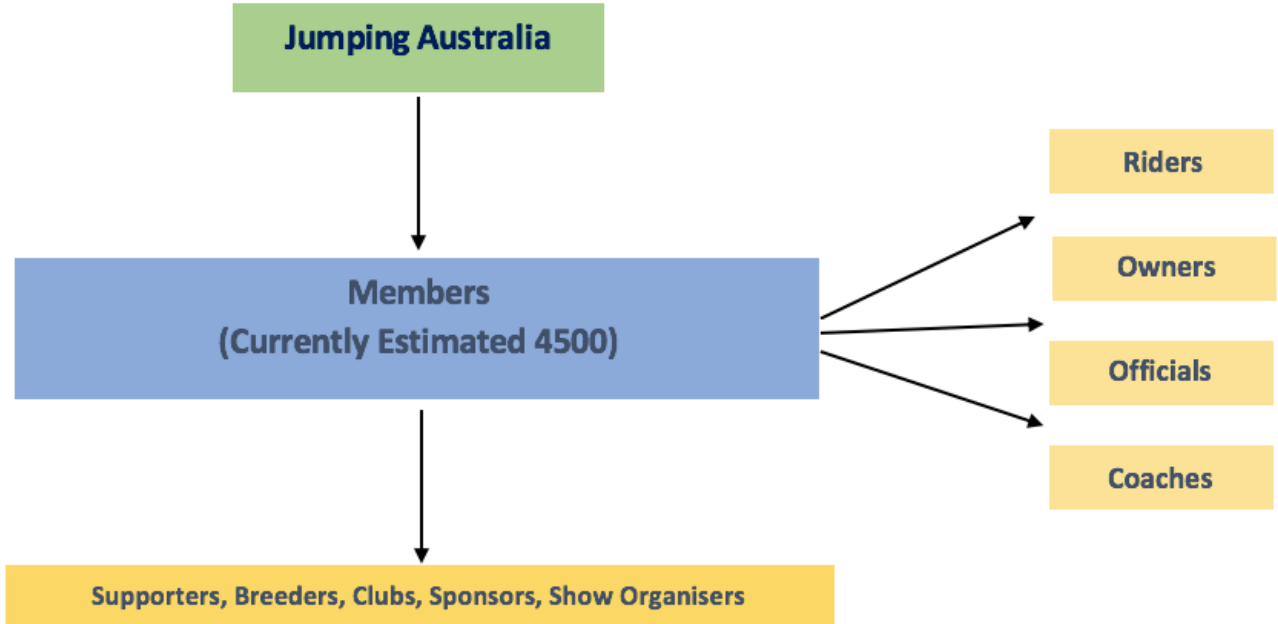 Jumping Australia
Members
(Currently Estimated 4500)
Riders
Owners
Officials
Coaches
Supporters, Breeders, Clubs, Sponsors, Show Organisers